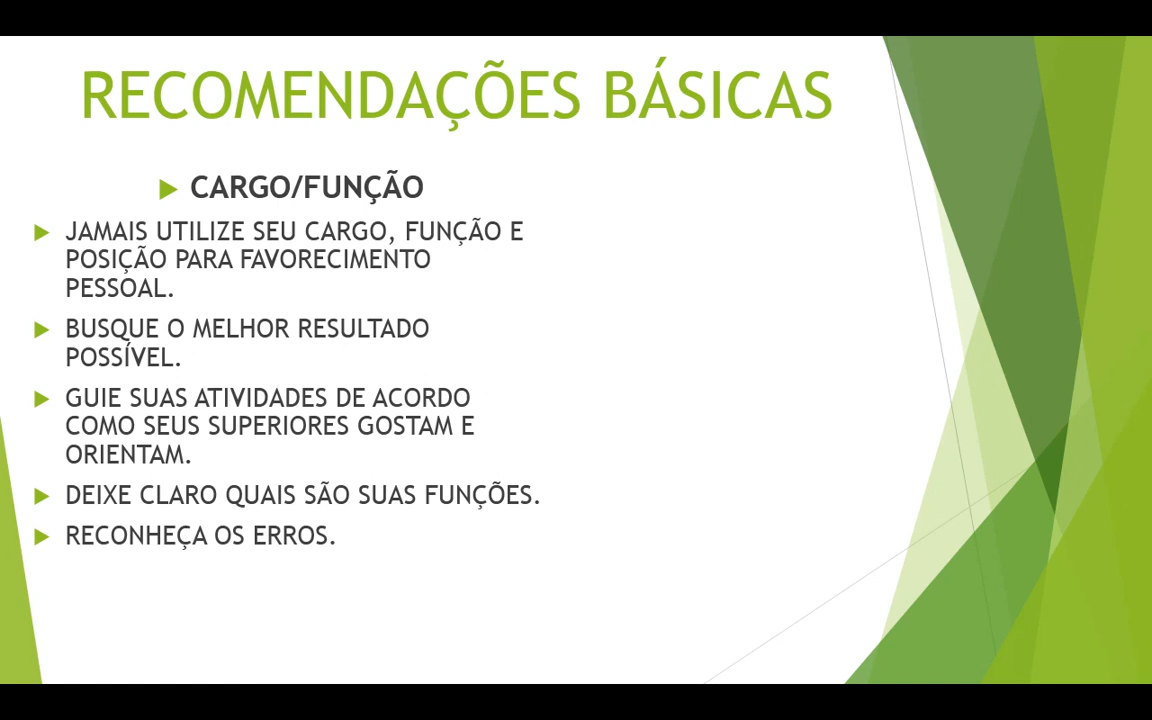 RECOMENDAÇÕES BÁSICAS
CARGO/FUNÇÃO
JAMAIS UTILIZE SEU CARGO, FUNÇÃO E
POSIÇÃO PARA FAVORECIMENTO
PESSOAL.
BUSQUE O MELHOR RESULTADO
POSSÍVEL.
GUIE SUAS ATIVIDADES DE ACORDO
COMO SEUS SUPERIORES GOSTAM E
ORIENTAM.
DEIXE CLARO QUAIS SÃO SUAS FUNÇÕES.
RECONHEÇA OS ERROS.